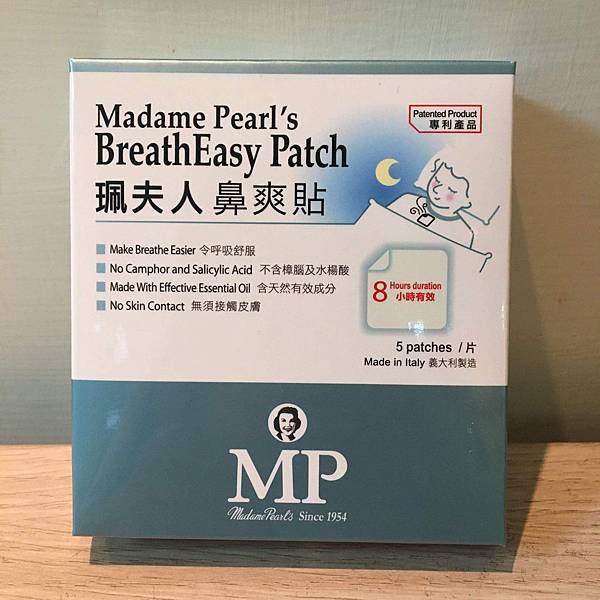 Patented Product
專利產品
Madame Pearl's
BreathEasy Patch
珮夫人 鼻爽貼
Make Breathe Easier 令呼吸舒服
No Camphor and Salicylic Acid 不含樟腦及水楊酸
Made With Effective Essential Oil 含天然有效成分
No Skin Contact 無須接觸皮膚
8 Hours duration
小時有效
5 patches / 片
Made in Italy 義大利製造
MP
Madame Pearl's Since 1954